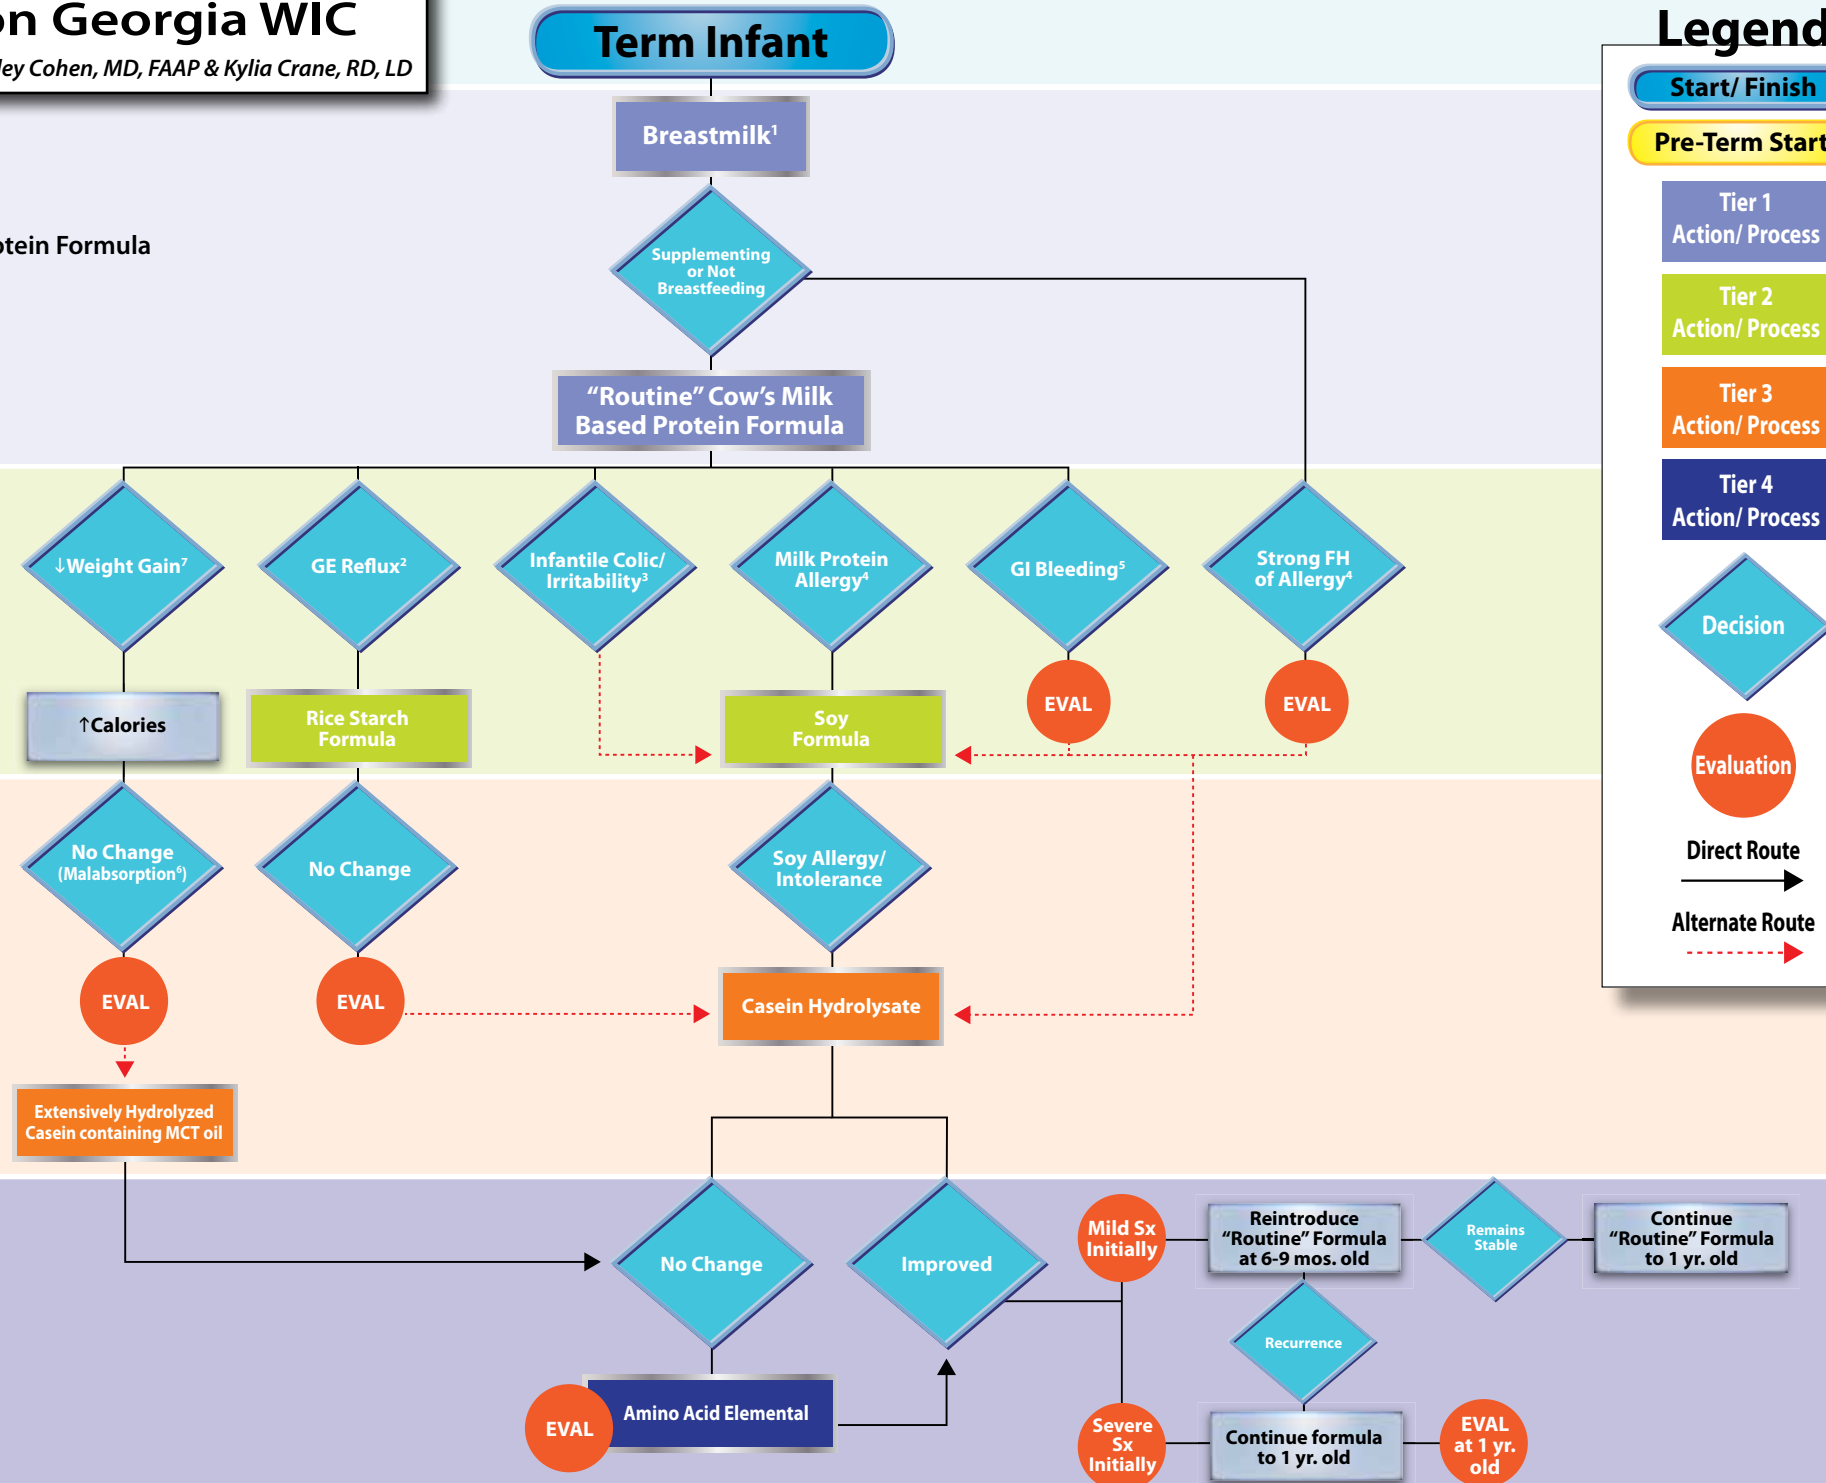 on Georgia WIC
ley Cohen, MD, FAAP & Kylia Crane, RD, LD
Term Infant
Legend
Start/ Finish
Pre-Term Start
Tier 1
Action/ Process
Tier 2
Action/ Process
Tier 3
Action/ Process
Tier 4
Action/ Process
Decision
Evaluation
Direct Route
Alternate Route
Breastmilk¹
Supplementing
or Not
Breastfeeding
otein Formula
“Routine” Cow’s Milk
Based Protein Formula
↓Weight Gain⁷
GE Reflux²
Infantile Colic/
Irritability³
Milk Protein
Allergy⁴
GI Bleeding⁵
Strong FH
of Allergy⁴
↑Calories
Rice Starch
Formula
Soy
Formula
EVAL
EVAL
No Change
(Malabsorption⁶)
No Change
Soy Allergy/
Intolerance
EVAL
EVAL
Casein Hydrolysate
Extensively Hydrolyzed
Casein containing MCT oil
No Change
Improved
Mild Sx
Initially
Reintroduce
“Routine” Formula
at 6-9 mos. old
Remains
Stable
Continue
“Routine” Formula
to 1 yr. old
Recurrence
EVAL
Amino Acid Elemental
Severe
Sx
Initially
Continue formula
to 1 yr. old
EVAL
at 1 yr.
old